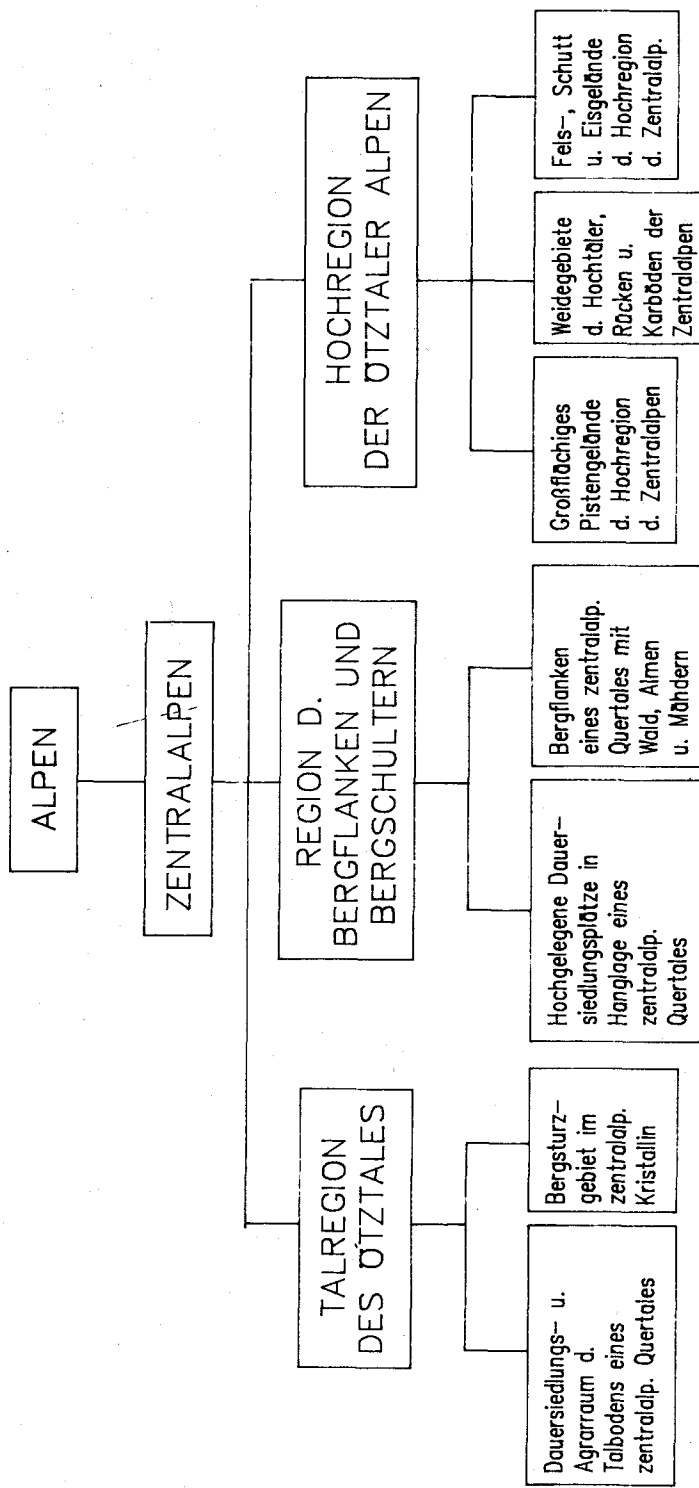 ALPEN
ZENTRALALPEN
TALREGION
DES ÖTZTALES
REGION D.
BERGFLANKEN UND
BERGSCHULTERN
HOCHREGION
DER ÖTZTALER ALPEN
Dauersiedlungs- u.
Agrarraum d.
Talbodens eines
zentralalp. Quertales
Bergsturz-
gebiet im
zentralalp.
Kristallin
Hochgelegene Dauer-
siedlungsplätze in
Hanglage eines
zentralalp.
Quertales
Bergflanken
eines zentralalp.
Quertales mit
Wald, Almen
u. Mähdern
Großflächiges
Pistengelände
d. Hochregion
d. Zentralalpen
Weidegebiete
d. Hochtäler,
Rücken u.
Karböden der
Zentralalpen
Fels-, Schutt
u. Eisgelände
d. Hochregion
d. Zentralalp.